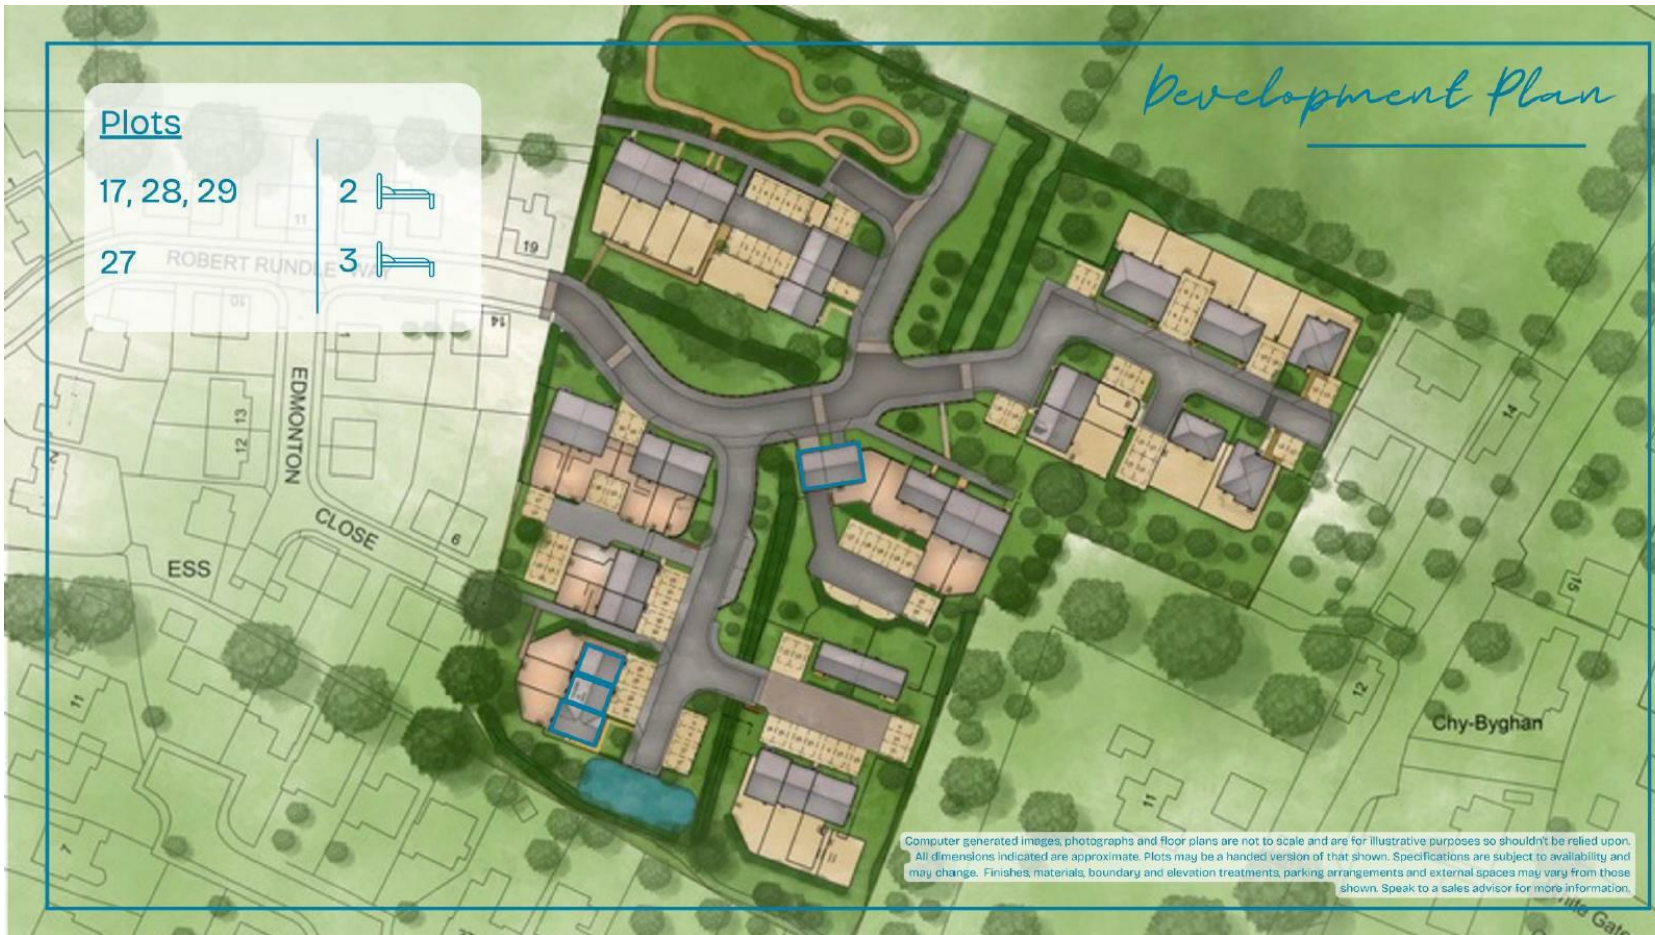 Development Plan
Plots
17, 28, 29 2
27 3
11
19
ROBERT RUNDLE WAY
10
14
1
EDMONTON
13
12
CLOSE
6
ESS
2
11
7
14
15
12
Chy-Byghan
11
Computer generated images, photographs and floor plans are not to scale and are for illustrative purposes so shouldn't be relied upon.
All dimensions indicated are approximate. Plots may be a handed version of that shown. Specifications are subject to availability and
may change. Finishes, materials, boundary and elevation treatments, parking arrangements and external spaces may vary from those
shown. Speak to a sales advisor for more information.